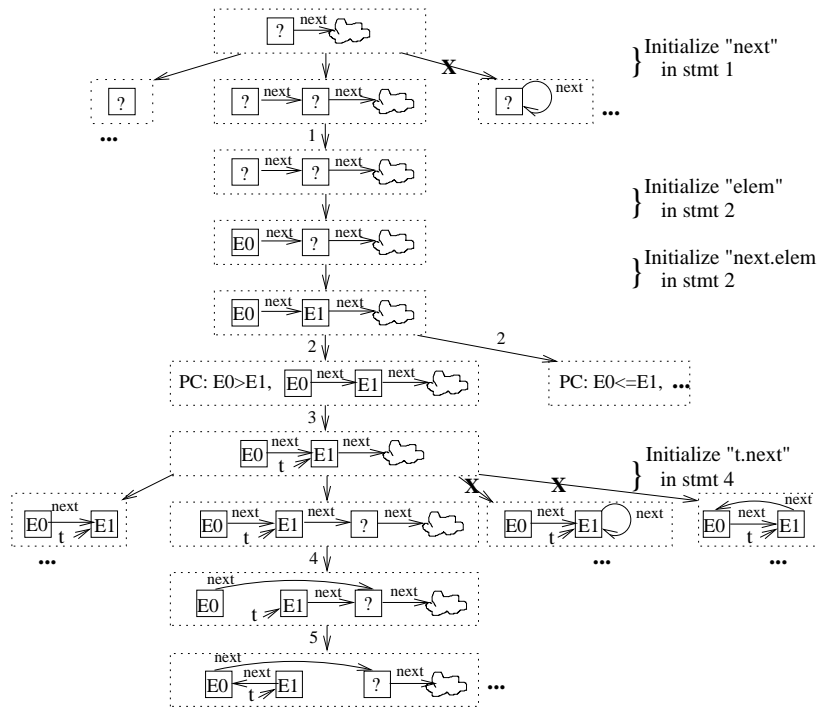 next
?
Initialize "next"
in stmt 1
X
? next ? next ? next
... ...
1
? next ? next
Initialize "elem"
in stmt 2
E0 next ? next
Initialize "next.elem
in stmt 2
E0 next E1 next
2 2
PC: E0>E1, E0 next E1 next PC: E0<=E1, ...
3
E0 next E1 next
t
Initialize "t.next"
in stmt 4
X X
E0 next E1 E0 next E1 next ? next E0 next E1 next E0 next E1 next
t t t t
... ... ...
4
next
E0 t E1 next ? next
5
next
E0 next E1 ? next ...
t